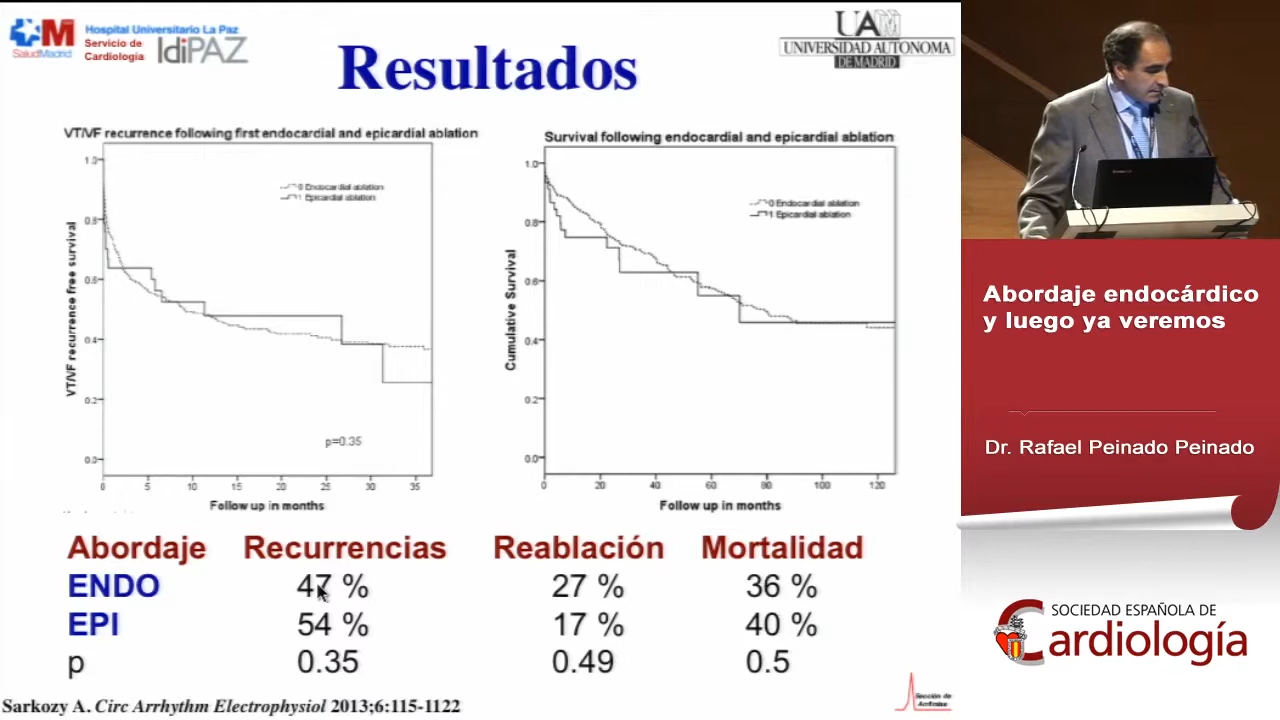 SaludMadrid
Hospital Universitario La Paz
Servicio de
Cardiología
IdiPAZ
Resultados
UAM
UNIVERSIDAD AUTONOMA
DE MADRID
VT/VF recurrence following first endocardial and epicardial ablation
VT/VF recurrence free survival
1.0
0.8
0.6
0.4
0.2
0.0
0 Endocardial ablation
1 Epicardial ablation
p=0.35
0 5 10 15 20 25 30 35
Follow up in months
Survival following endocardial and epicardial ablation
Cumulative Survival
1.0
0.8
0.6
0.4
0.2
0.0
0 Endocardial ablation
1 Epicardial ablation
0 20 40 60 80 100 120
Follow up in months
Abordaje Recurrencias Reablación Mortalidad
ENDO 47 % 27 % 36 %
EPI 54 % 17 % 40 %
p 0.35 0.49 0.5
Sarkozy A. Circ Arrhythm Electrophysiol 2013;6:115-1122
Sección de
Arritmias
Abordaje endocárdico
y luego ya veremos
Dr. Rafael Peinado Peinado
SOCIEDAD ESPAÑOLA DE
Cardiología